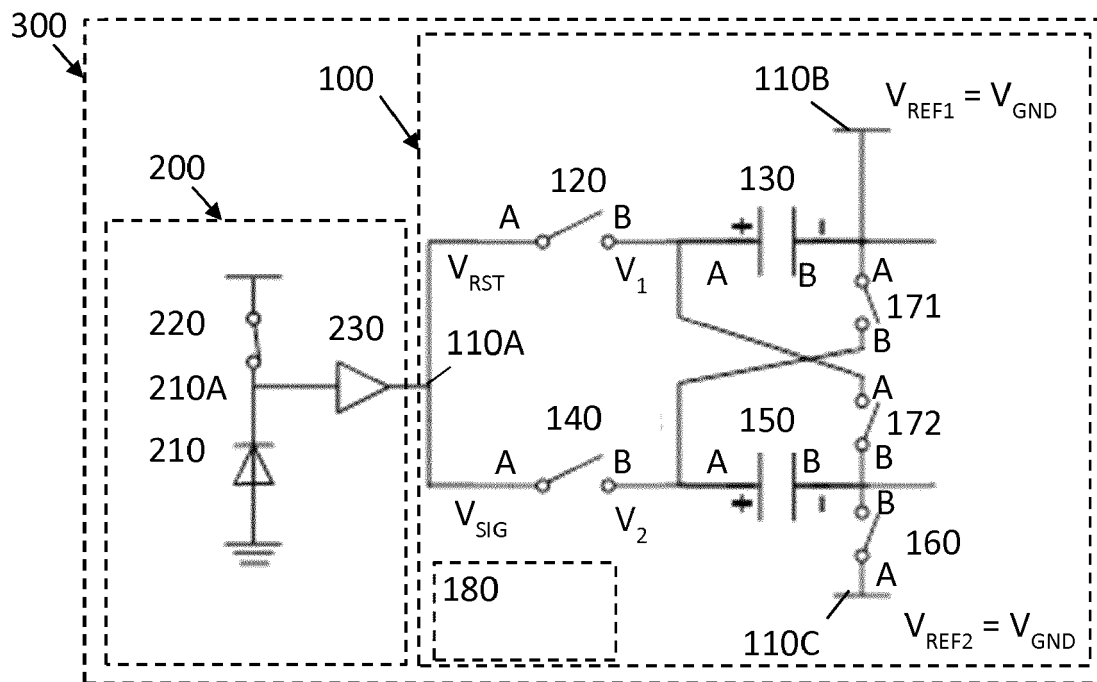 300
100
110B
V_REF1 = V_GND
200
120
130
A
B
+
-
V_RST
V_1
A
B
A
171
B
220
230
110A
210A
140
150
A
172
B
210
A
B
A
B
V_SIG
V_2
+
-
B
160
A
180
110C
V_REF2 = V_GND